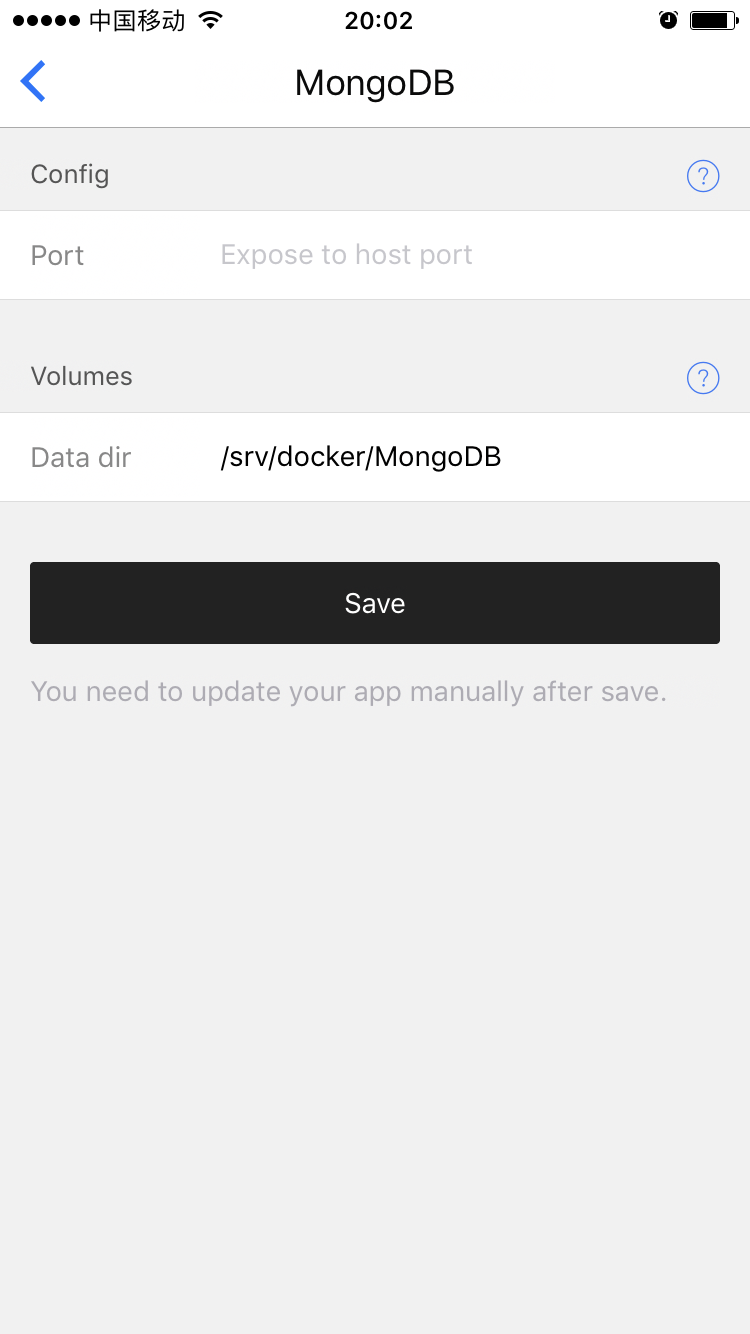 中国移动 20:02
MongoDB
Config ?
Port Expose to host port
Volumes ?
Data dir /srv/docker/MongoDB
Save
You need to update your app manually after save.